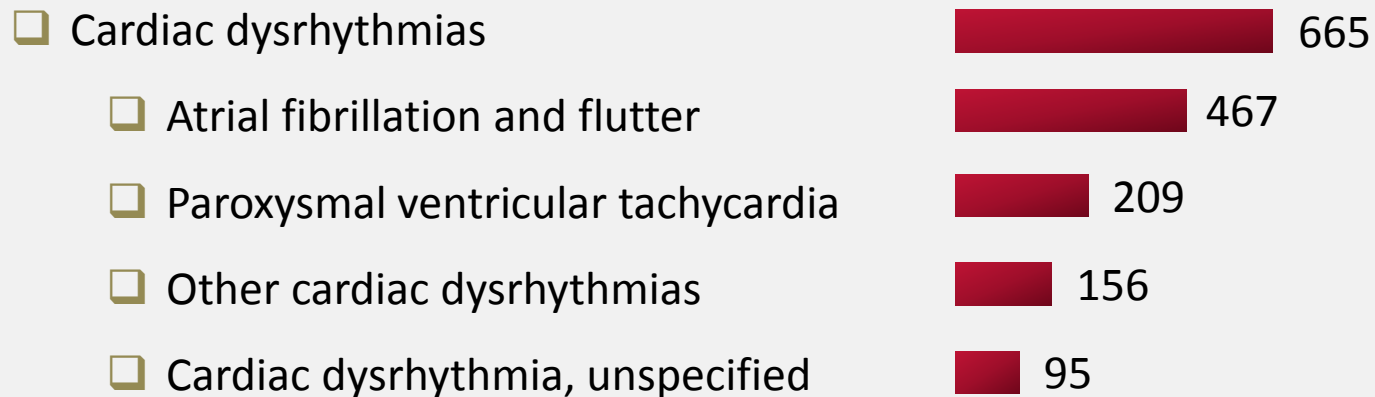 Cardiac dysrhythmias 665
Atrial fibrillation and flutter 467
Paroxysmal ventricular tachycardia 209
Other cardiac dysrhythmias 156
Cardiac dysrhythmia, unspecified 95